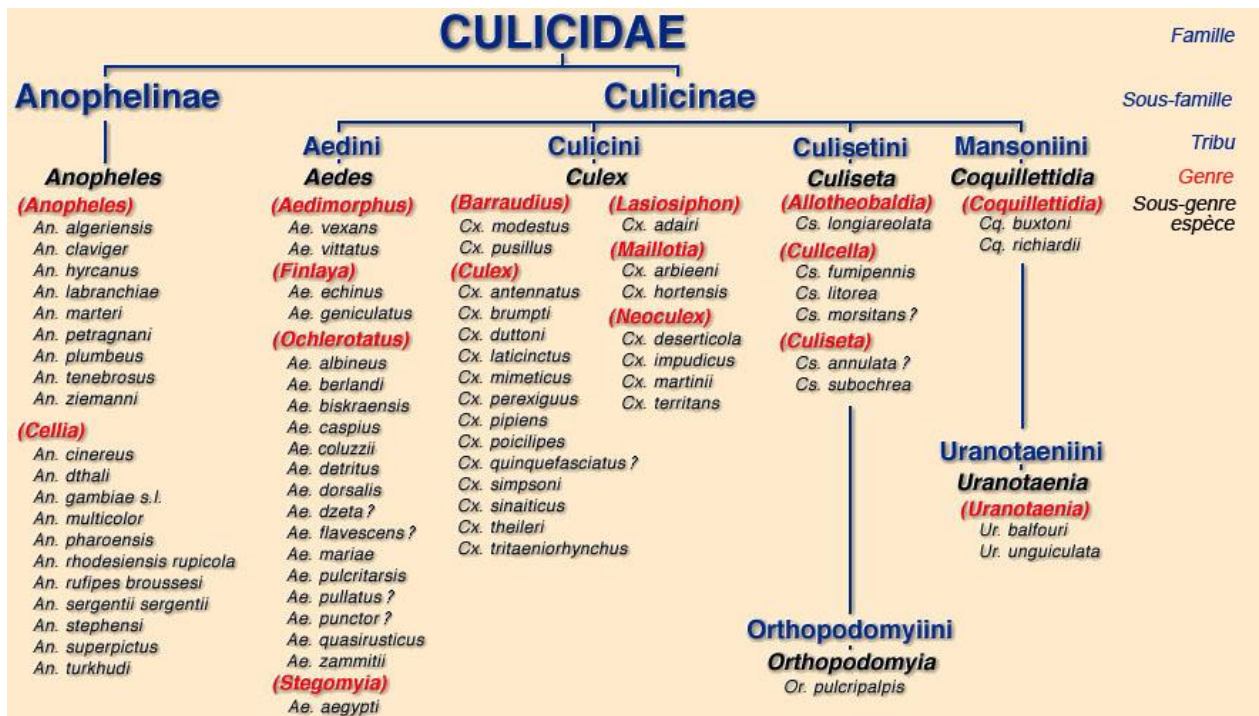 CULICIDAE
Famille
Anophelinae
Culicinae
Sous-famille
Aedini
Culicini
Culisetini
Mansoniini
Tribu
Anopheles
Aedes
Culex
Culiseta
Coquillettidia
Genre
Sous-genre
espèce
(Anopheles)
An. algeriensis
An. claviger
An. hyrcanus
An. labranchiae
An. marteri
An. petragnani
An. plumbeus
An. tenebrosus
An. ziemanni
(Cellia)
An. cinereus
An. dthali
An. gambiae s.l.
An. multicolor
An. pharoensis
An. rhodesiensis rupicola
An. rufipes broussesi
An. sergentii sergentii
An. stephensi
An. superpictus
An. turkhudi
(Aedimorphus)
Ae. vexans
Ae. vittatus
(Finlaya)
Ae. echinus
Ae. geniculatus
(Ochlerotatus)
Ae. albineus
Ae. berlandi
Ae. biskraensis
Ae. caspius
Ae. coluzzii
Ae. detritus
Ae. dorsalis
Ae. dzeta ?
Ae. flavescens ?
Ae. mariae
Ae. pulcritarsis
Ae. pullatus ?
Ae. punctor ?
Ae. quasirusticus
Ae. zammitii
(Stegomyia)
Ae. aegypti
(Barraudius)
Cx. modestus
Cx. pusillus
(Culex)
Cx. antennatus
Cx. brumpti
Cx. duttoni
Cx. laticinctus
Cx. mimeticus
Cx. perexiguus
Cx. pipiens
Cx. poicilipes
Cx. quinquefasciatus ?
Cx. simpsoni
Cx. sinaiticus
Cx. theileri
Cx. tritaeniorhynchus
(Lasiosiphon)
Cx. adairi
(Maillotia)
Cx. arbieeni
Cx. hortensis
(Neoculex)
Cx. deserticola
Cx. impudicus
Cx. martinii
Cx. territans
(Allotheobaldia)
Cs. longiareolata
(Culicella)
Cs. fumipennis
Cs. litorea
Cs. morsitans ?
(Culiseta)
Cs. annulata ?
Cs. subochrea
Orthopodomyiini
Orthopodomyia
Or. pulcripalpis
(Coquillettidia)
Cq. buxtoni
Cq. richiardii
Uranotaeniini
Uranotaenia
(Uranotaenia)
Ur. balfouri
Ur. unguiculata